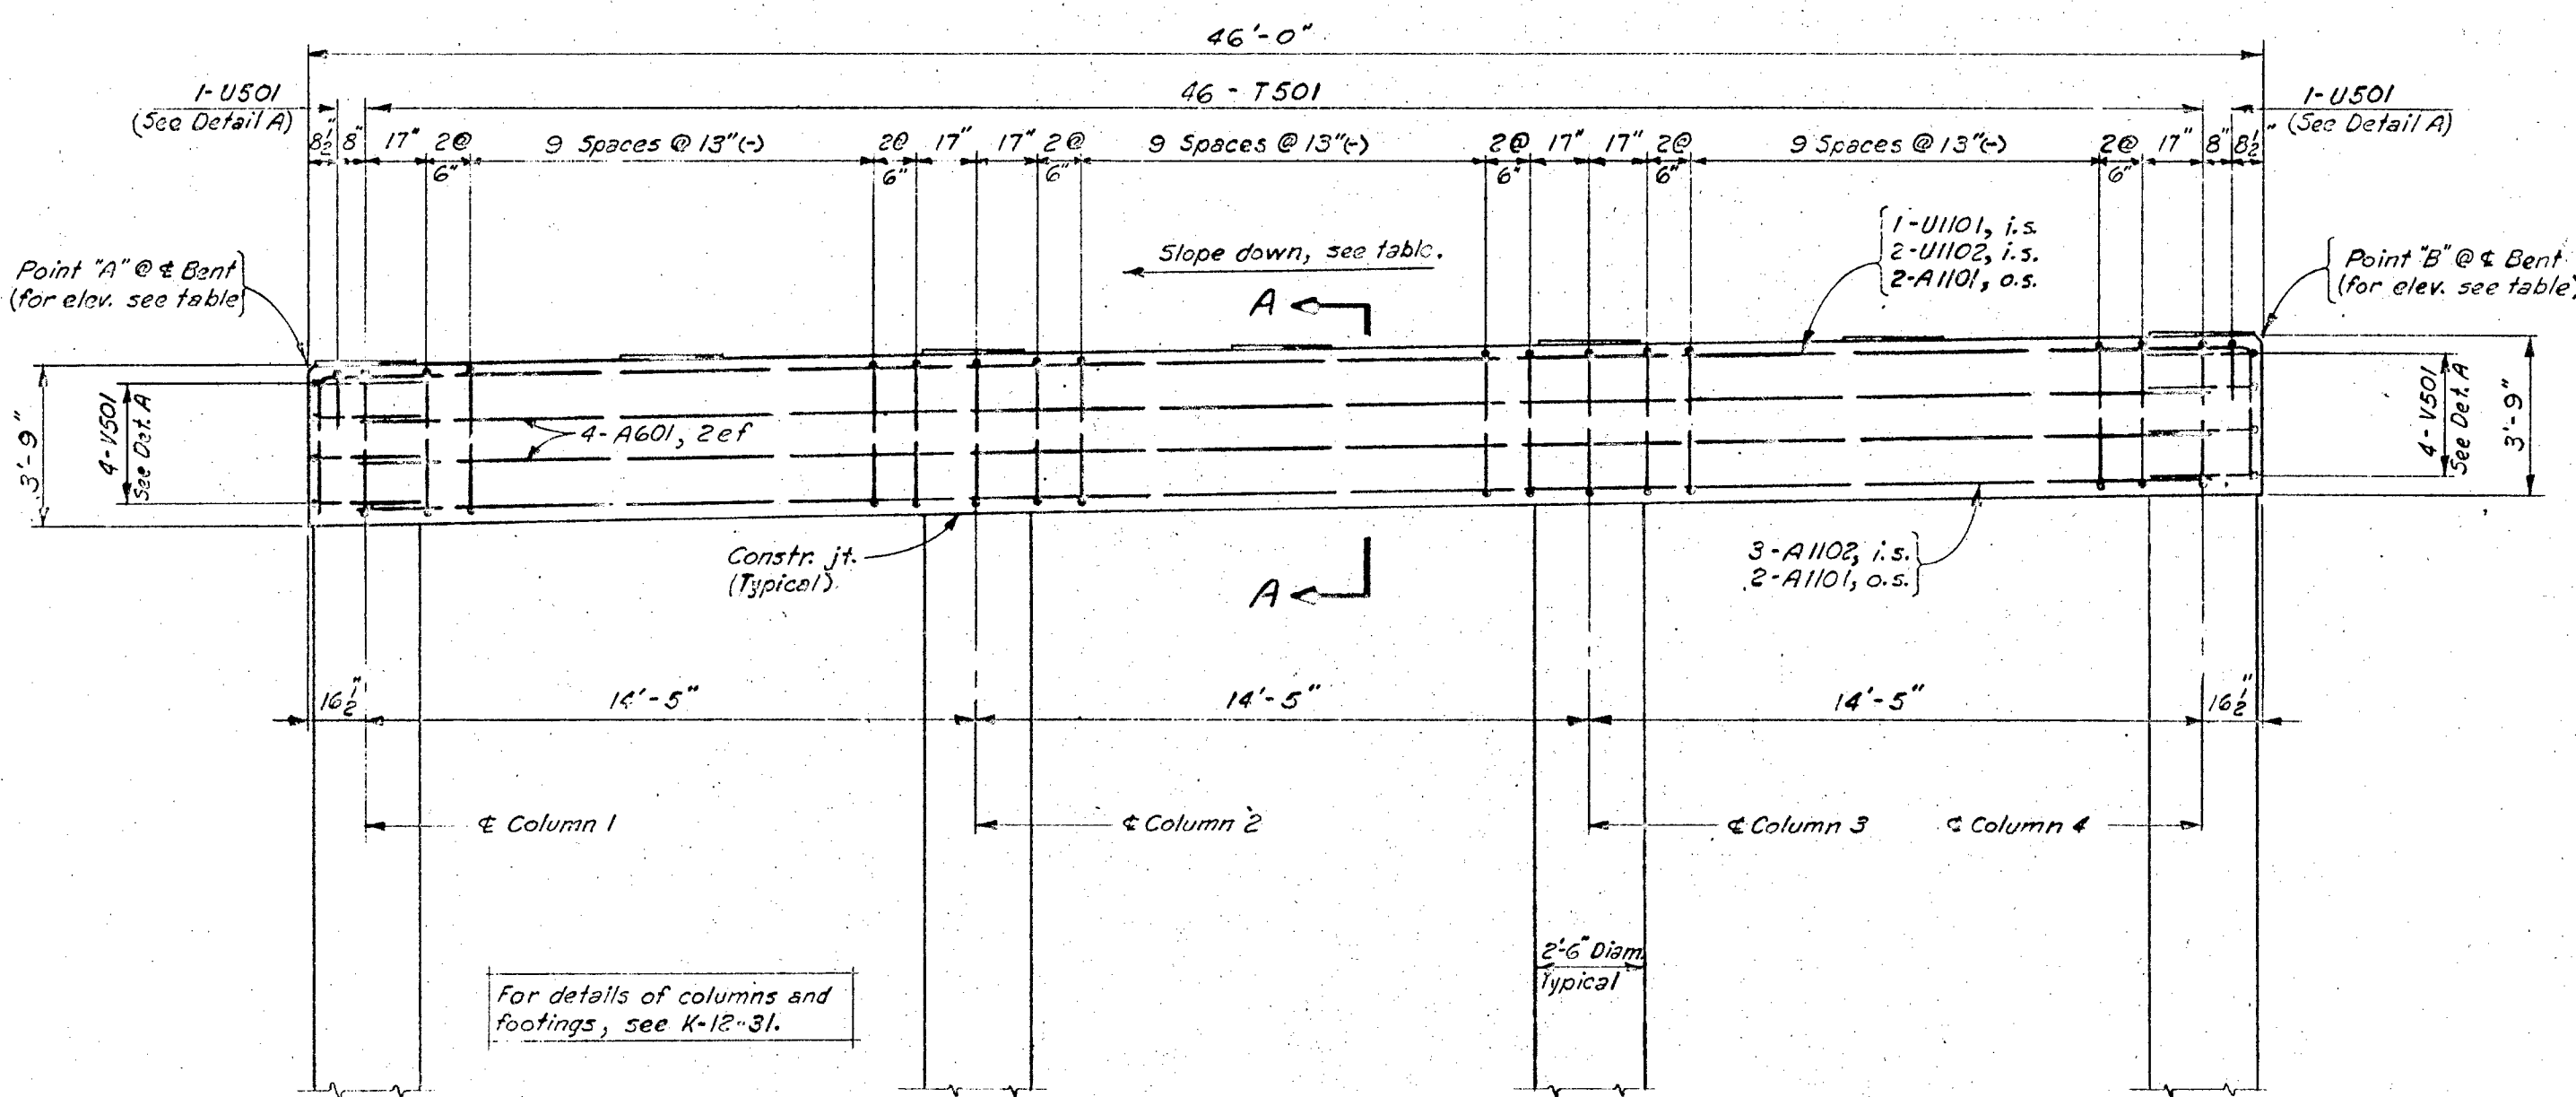 46'-0"
46 - T501
1-U501
(See Detail A)
1-U501
(See Detail A)
8½" 8" 17" 2@ 6" 9 Spaces @ 13"(-) 2@ 6" 17" 17" 2@ 6" 9 Spaces @ 13"(-) 2@ 6" 17" 17" 2@ 6" 9 Spaces @ 13"(-) 2@ 6" 17" 8" 8½"
Point "A" @ ℄ Bent
(for elev. see table)
Slope down, see table.
1-U1101, i.s.
2-U1102, i.s.
2-A1101, o.s.
Point "B" @ ℄ Bent
(for elev. see table)
A
3'-9"
4-V501
See Det. A
4-A601, 2ef
4-V501
See Det. A
3'-9"
Constr. jt.
(Typical)
A
3-A1102, i.s.
2-A1101, o.s.
16½" 14'-5" 14'-5" 14'-5" 16½"
℄ Column 1
℄ Column 2
℄ Column 3
℄ Column 4
2'-6" Diam.
Typical
For details of columns and
footings, see K-12-31.